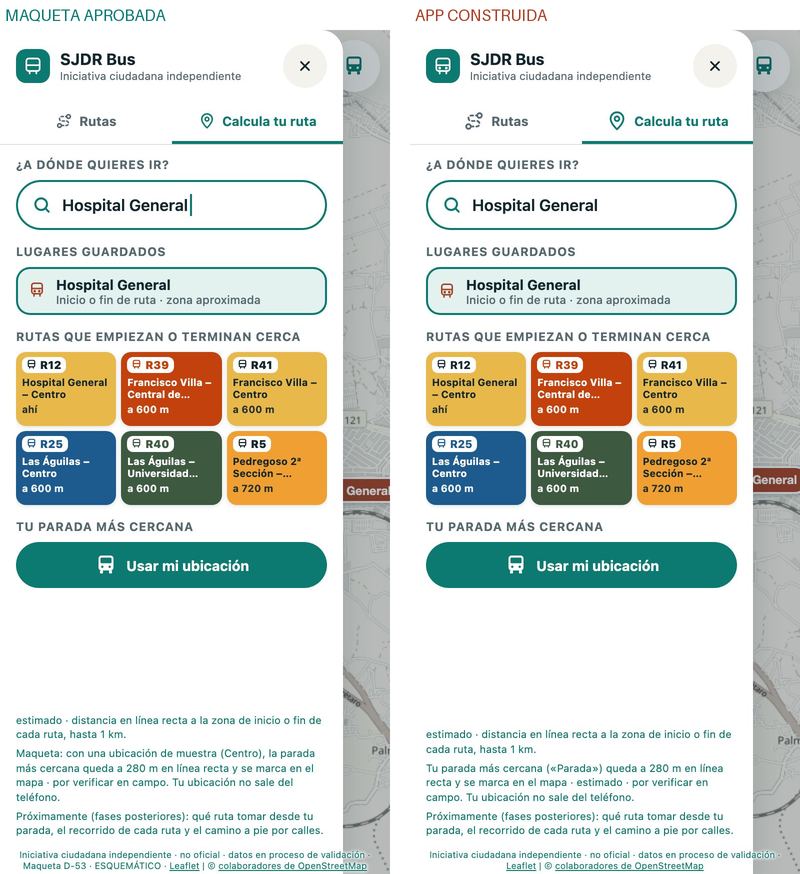 MAQUETA APROBADA
SJDR Bus
Iniciativa ciudadana independiente
Rutas
Calcula tu ruta
¿A DÓNDE QUIERES IR?
Hospital General
LUGARES GUARDADOS
Hospital General
Inicio o fin de ruta · zona aproximada
RUTAS QUE EMPIEZAN O TERMINAN CERCA
R12
Hospital General
– Centro
ahí
R39
Francisco Villa –
Central de...
a 600 m
R41
Francisco Villa –
Centro
a 600 m
R25
Las Águilas –
Centro
a 600 m
R40
Las Águilas –
Universidad...
a 600 m
R5
Pedregoso 2ª
Sección –...
a 720 m
TU PARADA MÁS CERCANA
Usar mi ubicación
estimado · distancia en línea recta a la zona de inicio o fin de
cada ruta, hasta 1 km.
Maqueta: con una ubicación de muestra (Centro), la parada
más cercana queda a 280 m en línea recta y se marca en el
mapa · por verificar en campo. Tu ubicación no sale del
teléfono.
Próximamente (fases posteriores): qué ruta tomar desde tu
parada, el recorrido de cada ruta y el camino a pie por calles.
Iniciativa ciudadana independiente · no oficial · datos en proceso de validación ·
Maqueta D-53 · ESQUEMÁTICO · Leaflet | © colaboradores de OpenStreetMap
121
General
Paln
APP CONSTRUIDA
SJDR Bus
Iniciativa ciudadana independiente
Rutas
Calcula tu ruta
¿A DÓNDE QUIERES IR?
Hospital General
LUGARES GUARDADOS
Hospital General
Inicio o fin de ruta · zona aproximada
RUTAS QUE EMPIEZAN O TERMINAN CERCA
R12
Hospital General
– Centro
ahí
R39
Francisco Villa –
Central de...
a 600 m
R41
Francisco Villa –
Centro
a 600 m
R25
Las Águilas –
Centro
a 600 m
R40
Las Águilas –
Universidad...
a 600 m
R5
Pedregoso 2ª
Sección –...
a 720 m
TU PARADA MÁS CERCANA
Usar mi ubicación
estimado · distancia en línea recta a la zona de inicio o fin de
cada ruta, hasta 1 km.
Tu parada más cercana («Parada») queda a 280 m en línea
recta y se marca en el mapa · estimado · por verificar en
campo. Tu ubicación no sale del teléfono.
Próximamente (fases posteriores): qué ruta tomar desde tu
parada, el recorrido de cada ruta y el camino a pie por calles.
Iniciativa ciudadana independiente · no oficial · datos en proceso de validación ·
Leaflet | © colaboradores de OpenStreetMap
121
General
Paln